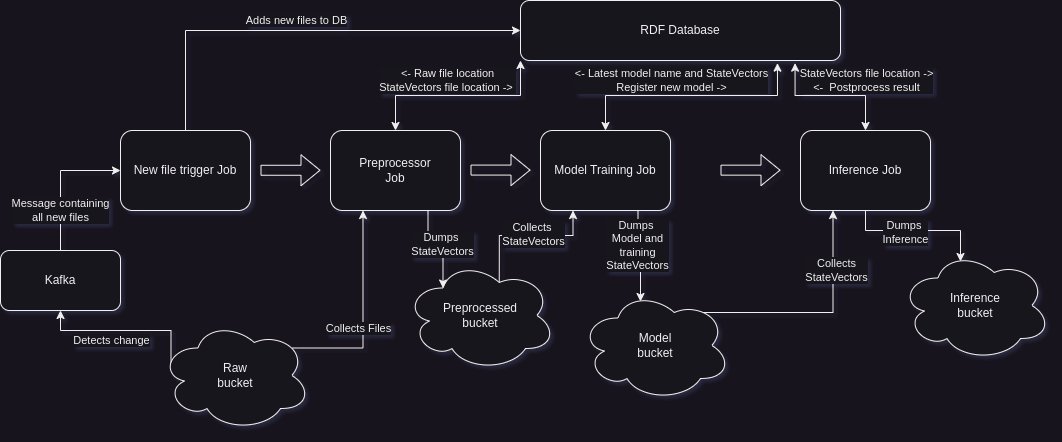 Adds new files to DB
RDF Database
<- Raw file location
StateVectors file location ->
<- Latest model name and StateVectors
Register new model ->
StateVectors file location ->
<- Postprocess result
New file trigger Job
Preprocessor
Job
Model Training Job
Inference Job
Message containing
all new files
Dumps
StateVectors
Collects
StateVectors
Dumps
Model and
training
StateVectors
Dumps
Inference
Collects
StateVectors
Kafka
Preprocessed
bucket
Inference
bucket
Collects Files
Detects change
Model
bucket
Raw
bucket